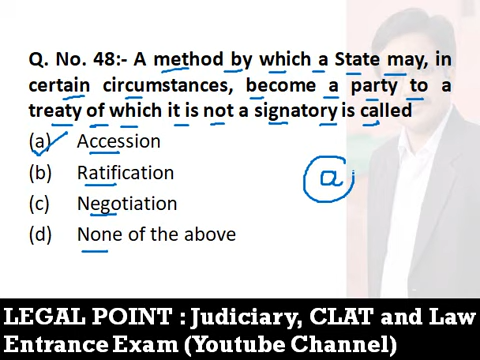 Q. No. 48:- A method by which a State may, in
certain circumstances, become a party to a
treaty of which it is not a signatory is called
(a) Accession
(b) Ratification
(c) Negotiation
(d) None of the above
a
LEGAL POINT : Judiciary, CLAT and Law
Entrance Exam (Youtube Channel)